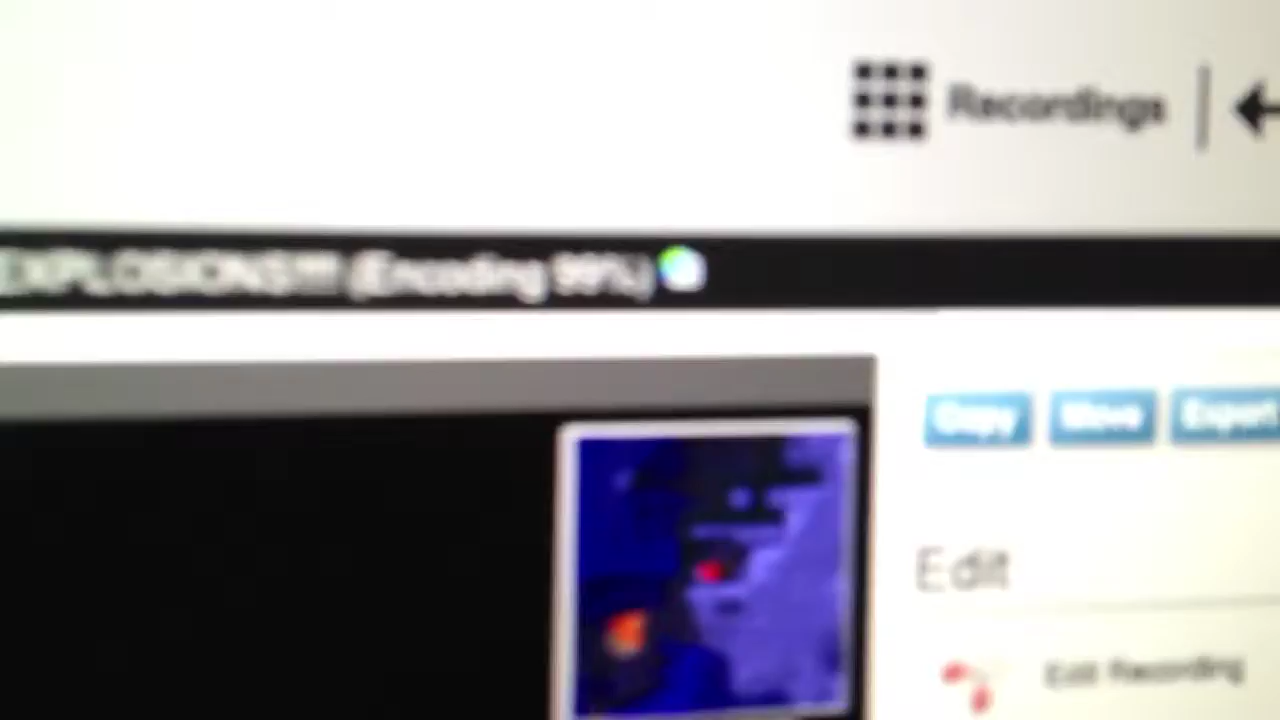 Recordings
EXPLOSIONS!!!! (Encoding 99%)
Copy Move Export
Edit
Edit Recording